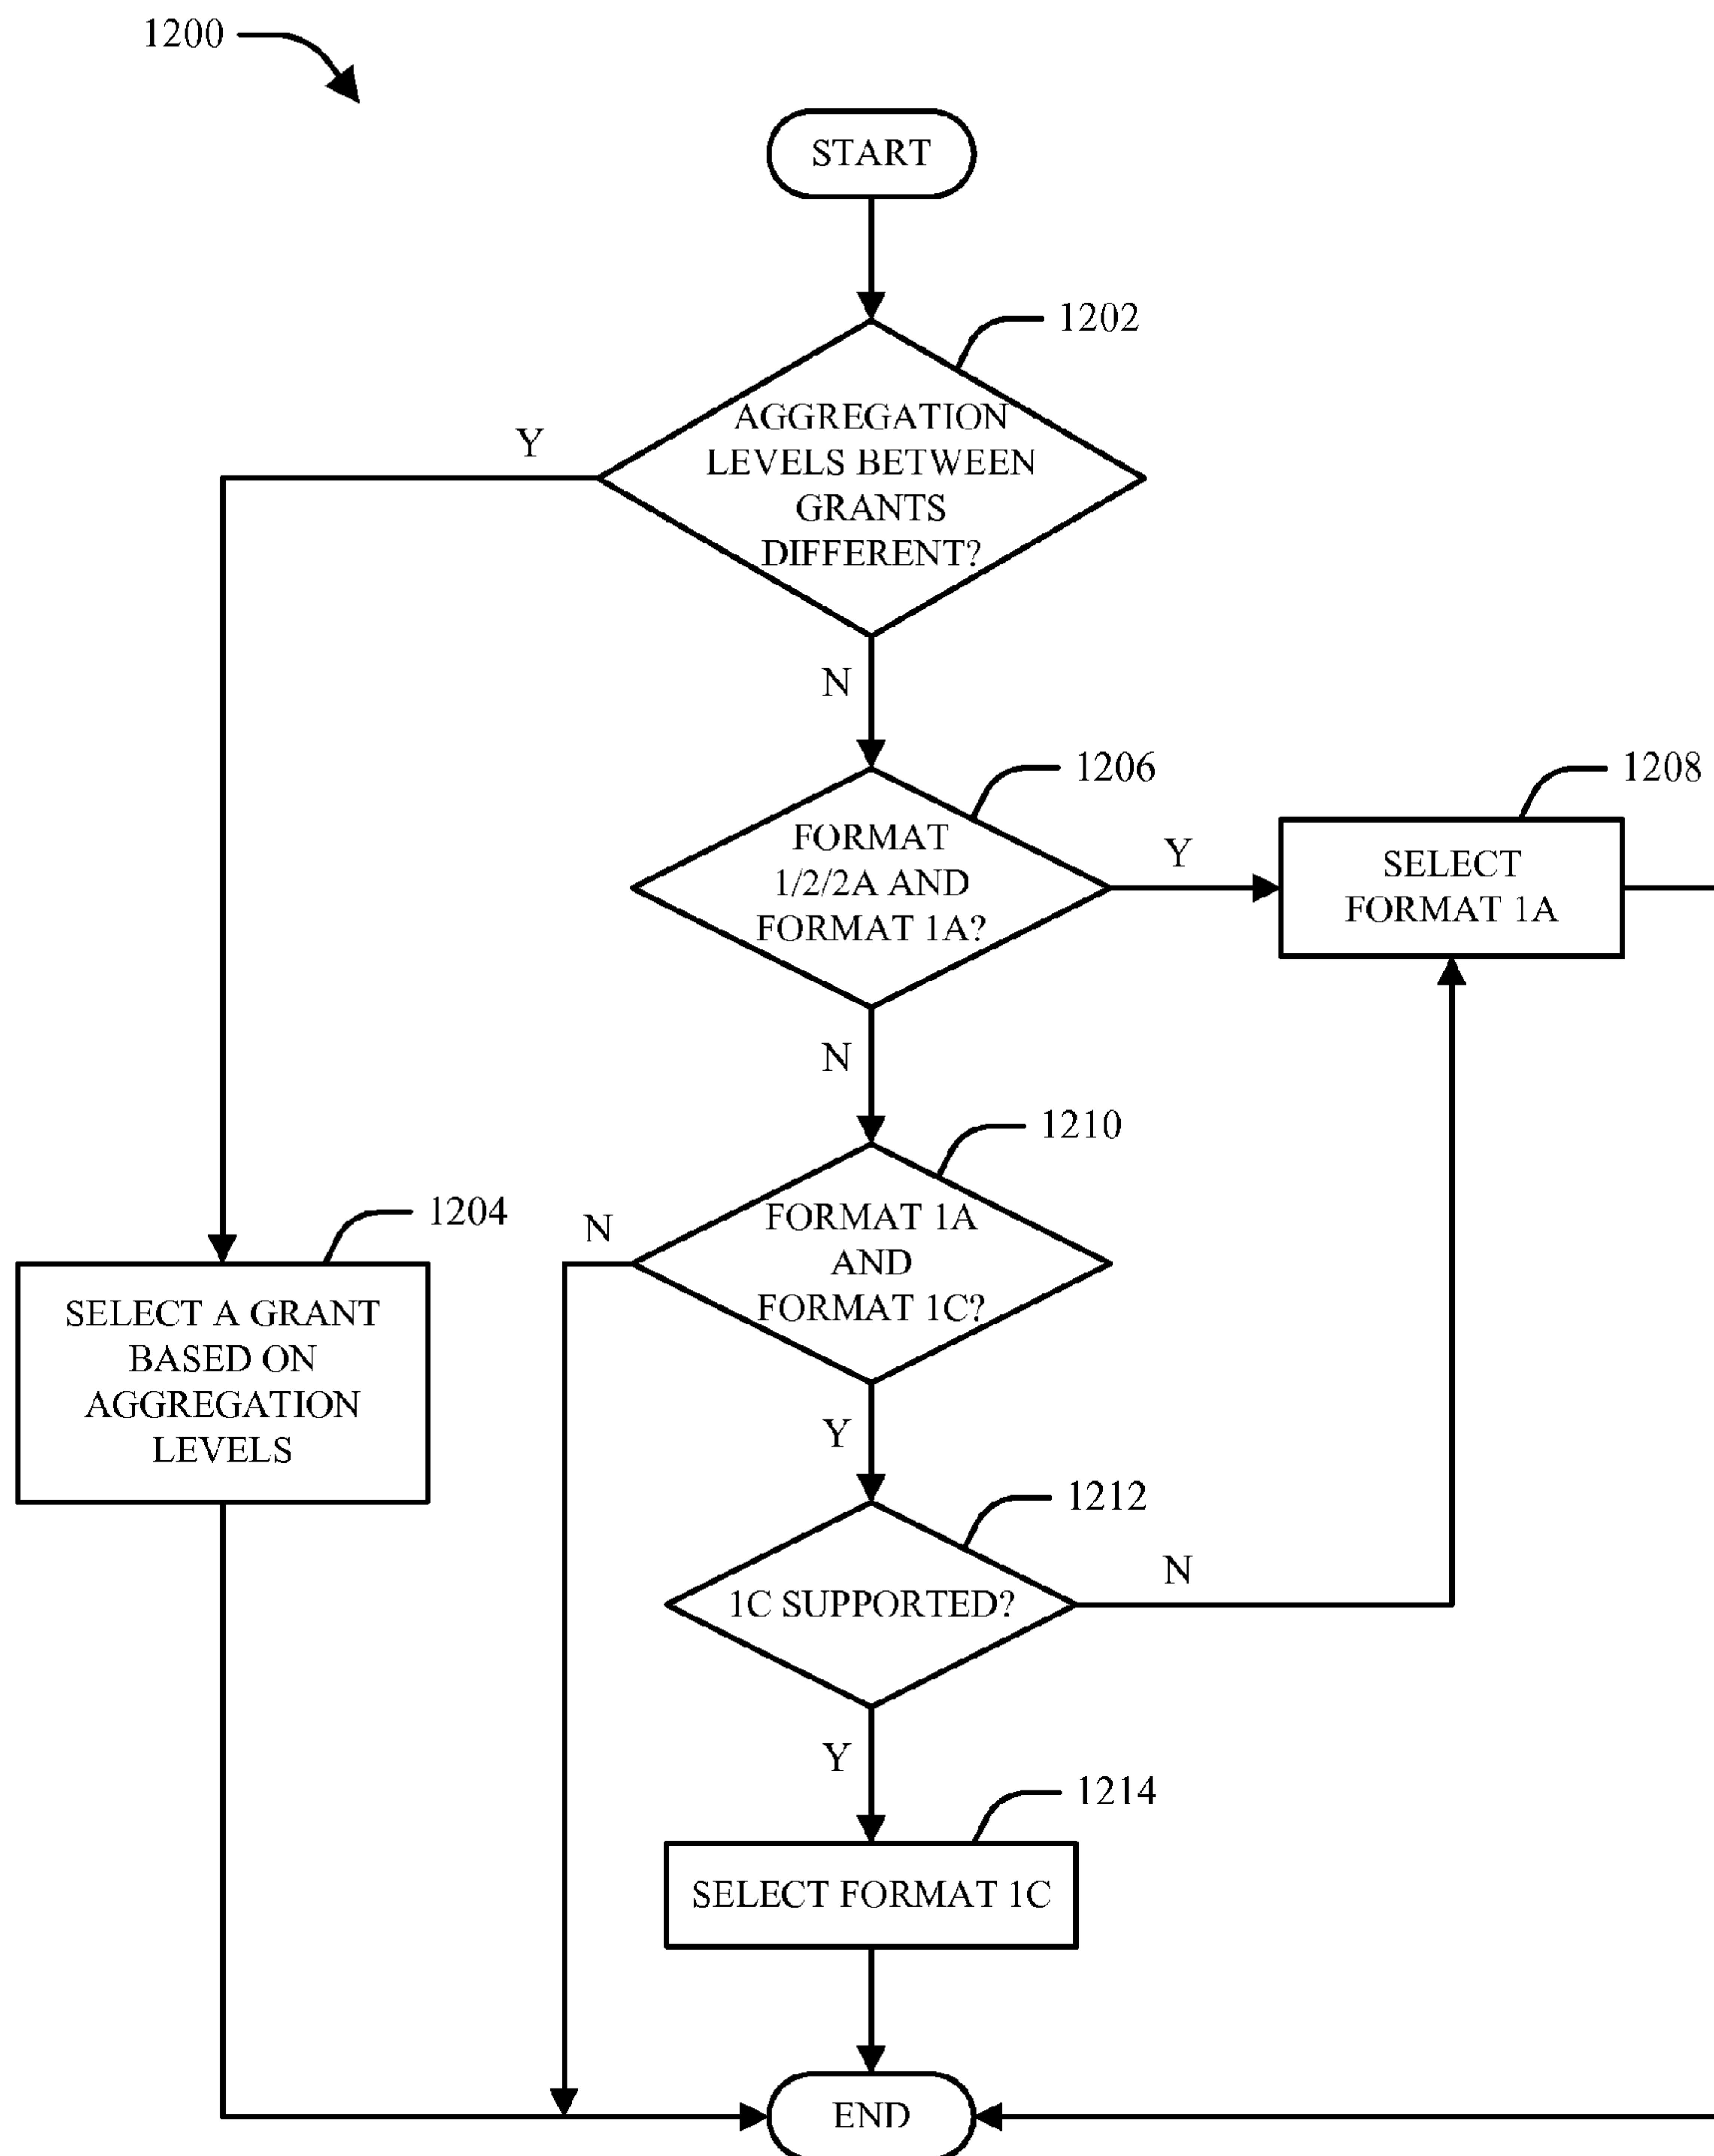 1200
START
1202
AGGREGATION
LEVELS BETWEEN
GRANTS
DIFFERENT?
Y
N
1206
FORMAT
1/2/2A AND
FORMAT 1A?
Y
1208
SELECT
FORMAT 1A
N
1210
FORMAT 1A
AND
FORMAT 1C?
N
1204
SELECT A GRANT
BASED ON
AGGREGATION
LEVELS
Y
1212
1C SUPPORTED?
N
Y
1214
SELECT FORMAT 1C
END